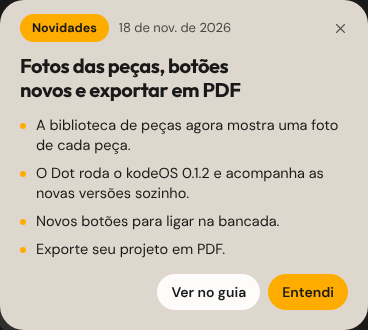 Novidades 18 de nov. de 2026
Fotos das peças, botões
novos e exportar em PDF
A biblioteca de peças agora mostra uma foto
de cada peça.
O Dot roda o kodeOS 0.1.2 e acompanha as
novas versões sozinho.
Novos botões para ligar na bancada.
Exporte seu projeto em PDF.
Ver no guia Entendi